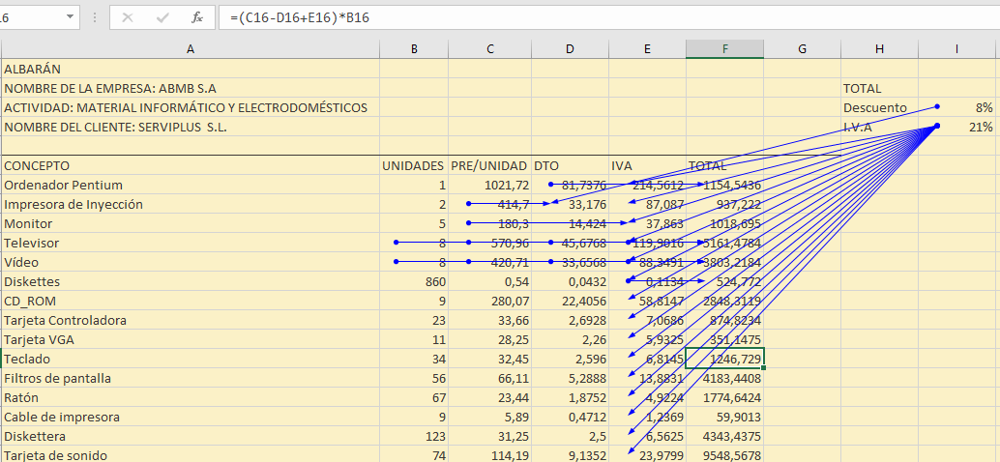 .6 =(C16-D16+E16)*B16
A B C D E F G H I
ALBARÁN
NOMBRE DE LA EMPRESA: ABMB S.A TOTAL
ACTIVIDAD: MATERIAL INFORMÁTICO Y ELECTRODOMÉSTICOS Descuento 8%
NOMBRE DEL CLIENTE: SERVIPLUS S.L. I.V.A 21%
CONCEPTO UNIDADES PRE/UNIDAD DTO IVA TOTAL
Ordenador Pentium 1 1021,72 81,7376 214,5612 1154,5436
Impresora de Inyección 2 414,7 33,176 87,087 937,222
Monitor 5 180,3 14,424 37,863 1018,695
Televisor 8 570,96 45,6768 119,9016 5161,4784
Vídeo 8 420,71 33,6568 88,3491 3803,2184
Diskettes 860 0,54 0,0432 0,1134 524,772
CD_ROM 9 280,07 22,4056 58,8147 2848,3119
Tarjeta Controladora 23 33,66 2,6928 7,0686 874,8234
Tarjeta VGA 11 28,25 2,26 5,9325 351,1475
Teclado 34 32,45 2,596 6,8145 1246,729
Filtros de pantalla 56 66,11 5,2888 13,8831 4183,4408
Ratón 67 23,44 1,8752 4,9224 1774,6424
Cable de impresora 9 5,89 0,4712 1,2369 59,9013
Diskettera 123 31,25 2,5 6,5625 4343,4375
Tarjeta de sonido 74 114,19 9,1352 23,9799 9548,5678